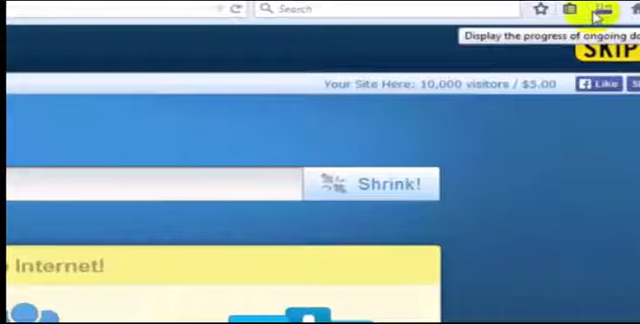 Search
Display the progress of ongoing do
SKIP
Your Site Here: 10,000 visitors / $5.00
Like
S
Shrink!
Internet!